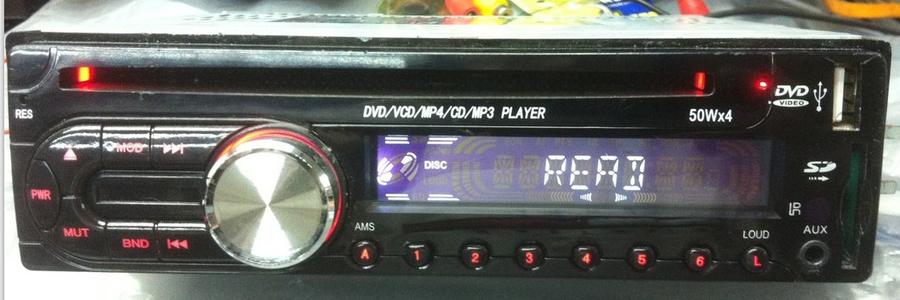 RES
DVD/VCD/MP4/CD/MP3 PLAYER
50Wx4
DVD
VIDEO
MOD
PWR
MUT
BND
DISC
READ
SD
AMS
A
1
2
3
4
5
6
LOUD
L
AUX